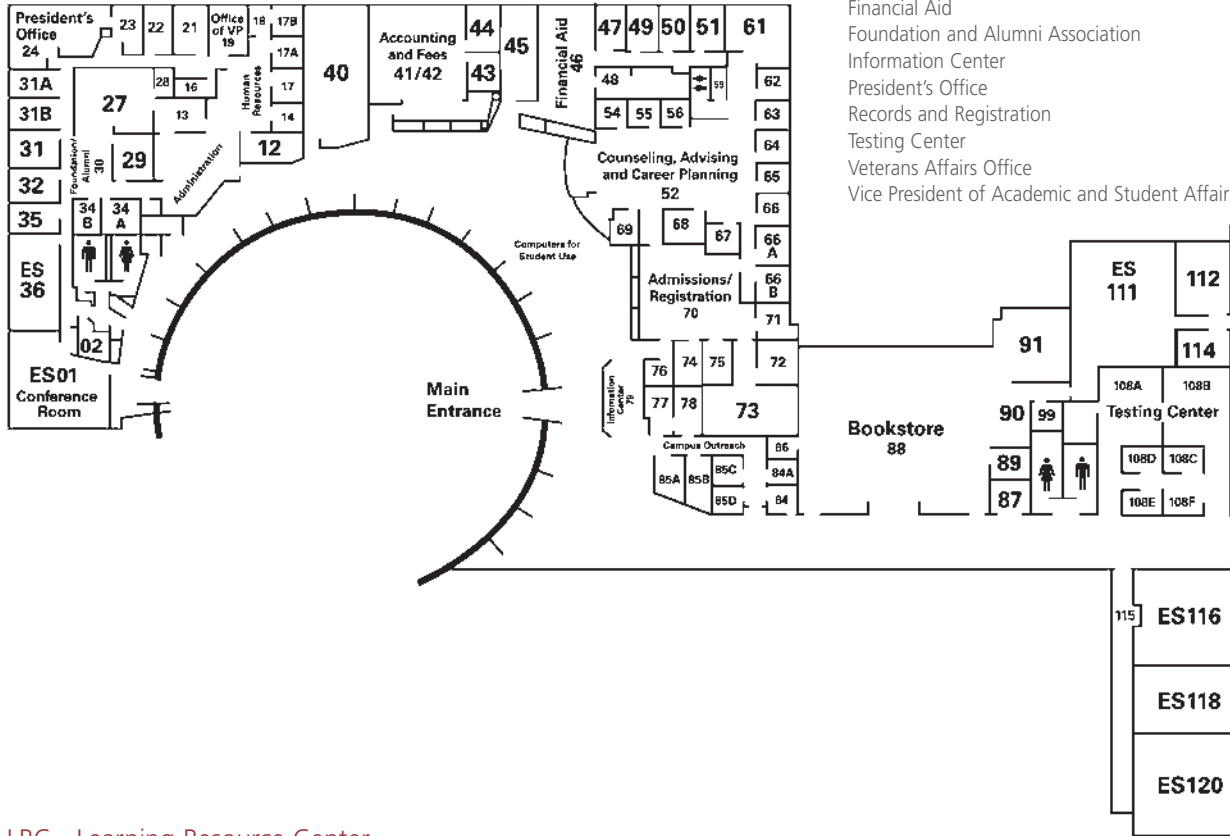 Financial Aid
Foundation and Alumni Association
Information Center
President's Office
Records and Registration
Testing Center
Veterans Affairs Office
Vice President of Academic and Student Affair
President's
Office
24
23
22
21
Office
of VP
19
18
17B
17A
17
14
Human
Resources
31A
31B
31
32
35
27
28
16
13
29
Foundation/
Alumni
30
Administration
12
34
B
34
A
ES
36
02
ES01
Conference
Room
40
Accounting
and Fees
41/42
44
43
45
Financial Aid
46
47
49
50
51
61
48
59
54
55
56
62
63
64
65
66
66
A
66
B
71
Counseling, Advising
and Career Planning
52
69
68
67
Computers for
Student Use
Admissions/
Registration
70
Main
Entrance
Information
Center
79
76
74
75
72
77
78
73
Campus Outreach
86
85A
85B
85C
85D
84A
84
Bookstore
88
91
90
99
89
87
ES
111
112
114
108A
108B
Testing Center
108D
108C
108E
108F
115
ES116
ES118
ES120